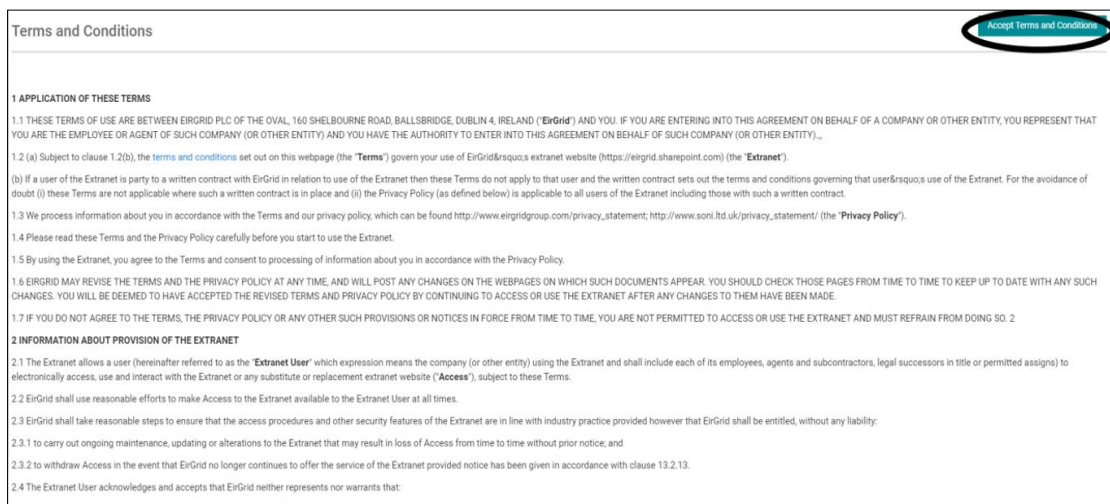 Terms and Conditions
Accept Terms and Conditions
1 APPLICATION OF THESE TERMS
1.1 THESE TERMS OF USE ARE BETWEEN EIRGRID PLC OF THE OVAL, 160 SHELBOURNE ROAD, BALLSBRIDGE, DUBLIN 4, IRELAND ("EirGrid") AND YOU. IF YOU ARE ENTERING INTO THIS AGREEMENT ON BEHALF OF A COMPANY OR OTHER ENTITY, YOU REPRESENT THAT
YOU ARE THE EMPLOYEE OR AGENT OF SUCH COMPANY (OR OTHER ENTITY) AND YOU HAVE THE AUTHORITY TO ENTER INTO THIS AGREEMENT ON BEHALF OF SUCH COMPANY (OR OTHER ENTITY).,,
1.2 (a) Subject to clause 1.2(b), the terms and conditions set out on this webpage (the "Terms") govern your use of EirGrid&rsquo;s extranet website (https://eirgrid.sharepoint.com) (the "Extranet").
(b) If a user of the Extranet is party to a written contract with EirGrid in relation to use of the Extranet then these Terms do not apply to that user and the written contract sets out the terms and conditions governing that user&rsquo;s use of the Extranet. For the avoidance of
doubt (i) these Terms are not applicable where such a written contract is in place and (ii) the Privacy Policy (as defined below) is applicable to all users of the Extranet including those with such a written contract.
1.3 We process information about you in accordance with the Terms and our privacy policy, which can be found http://www.eirgridgroup.com/privacy_statement; http://www.soni.ltd.uk/privacy_statement/ (the "Privacy Policy").
1.4 Please read these Terms and the Privacy Policy carefully before you start to use the Extranet.
1.5 By using the Extranet, you agree to the Terms and consent to processing of information about you in accordance with the Privacy Policy.
1.6 EIRGRID MAY REVISE THE TERMS AND THE PRIVACY POLICY AT ANY TIME, AND WILL POST ANY CHANGES ON THE WEBPAGES ON WHICH SUCH DOCUMENTS APPEAR. YOU SHOULD CHECK THOSE PAGES FROM TIME TO TIME TO KEEP UP TO DATE WITH ANY SUCH
CHANGES. YOU WILL BE DEEMED TO HAVE ACCEPTED THE REVISED TERMS AND PRIVACY POLICY BY CONTINUING TO ACCESS OR USE THE EXTRANET AFTER ANY CHANGES TO THEM HAVE BEEN MADE.
1.7 IF YOU DO NOT AGREE TO THE TERMS, THE PRIVACY POLICY OR ANY OTHER SUCH PROVISIONS OR NOTICES IN FORCE FROM TIME TO TIME, YOU ARE NOT PERMITTED TO ACCESS OR USE THE EXTRANET AND MUST REFRAIN FROM DOING SO. 2
2 INFORMATION ABOUT PROVISION OF THE EXTRANET
2.1 The Extranet allows a user (hereinafter referred to as the "Extranet User" which expression means the company (or other entity) using the Extranet and shall include each of its employees, agents and subcontractors, legal successors in title or permitted assigns) to
electronically access, use and interact with the Extranet or any substitute or replacement extranet website ("Access"), subject to these Terms.
2.2 EirGrid shall use reasonable efforts to make Access to the Extranet available to the Extranet User at all times.
2.3 EirGrid shall take reasonable steps to ensure that the access procedures and other security features of the Extranet are in line with industry practice provided however that EirGrid shall be entitled, without any liability:
2.3.1 to carry out ongoing maintenance, updating or alterations to the Extranet that may result in loss of Access from time to time without prior notice; and
2.3.2 to withdraw Access in the event that EirGrid no longer continues to offer the service of the Extranet provided notice has been given in accordance with clause 13.2.13.
2.4 The Extranet User acknowledges and accepts that EirGrid neither represents nor warrants that: